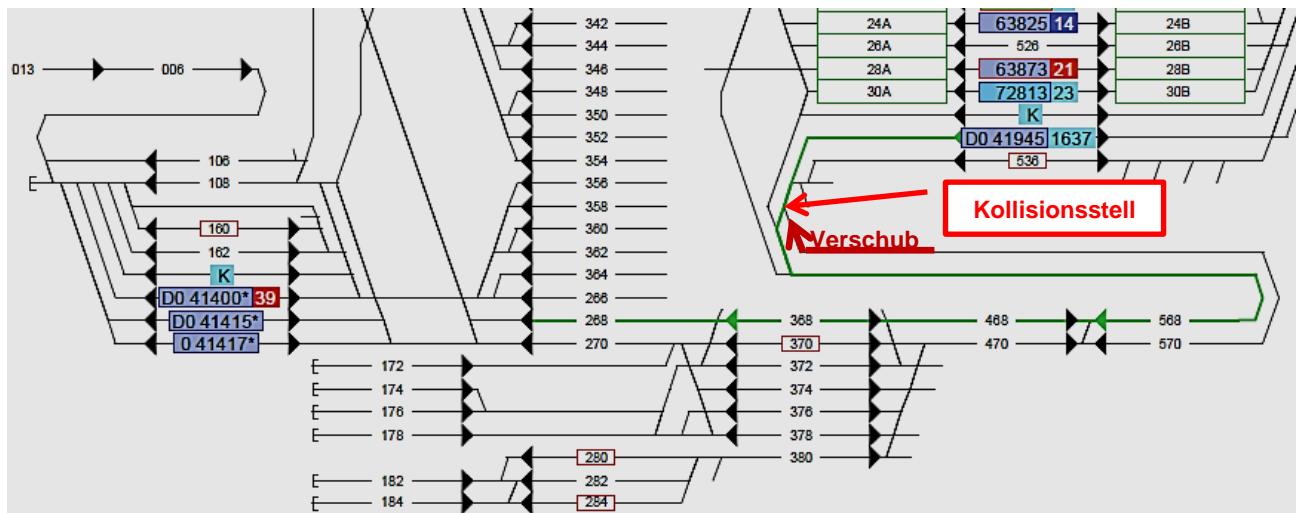 342 24A 63825 14 24B
344 26A 526 26B
013 006 346 28A 63873 21 28B
348 30A 72813 23 30B
350 K
352 D0 41945 1637
106 354 536
108 356
358 Kollisionsstell
160 360
162 362 Verschub
K 364
D0 41400* 39 266
D0 41415* 268 368 468 568
0 41417* 270 370 470 570
172 372
174 374
176 376
178 378
280 380
182 282
184 284